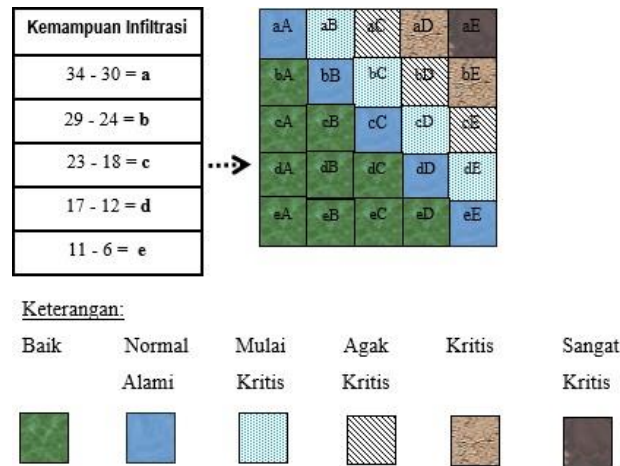 Kemampuan Infiltrasi
34 - 30 = a
29 - 24 = b
23 - 18 = c
17 - 12 = d
11 - 6 = e
aA aB aC aD aE
bA bB bC bD bE
cA cB cC cD cE
dA dB dC dD dE
eA eB eC eD eE
Keterangan:
Baik Normal Mulai Agak Kritis Sangat
Alami Kritis Kritis Kritis